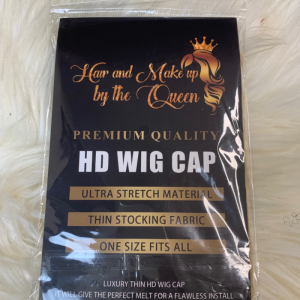 Hair and Make up
by the Queen
PREMIUM QUALITY
HD WIG CAP
ULTRA STRETCH MATERIAL
THIN STOCKING FABRIC
ONE SIZE FITS ALL
LUXURY THIN HD WIG CAP
IT WILL GIVE THE PERFECT MELT FOR A FLAWLESS INSTALL